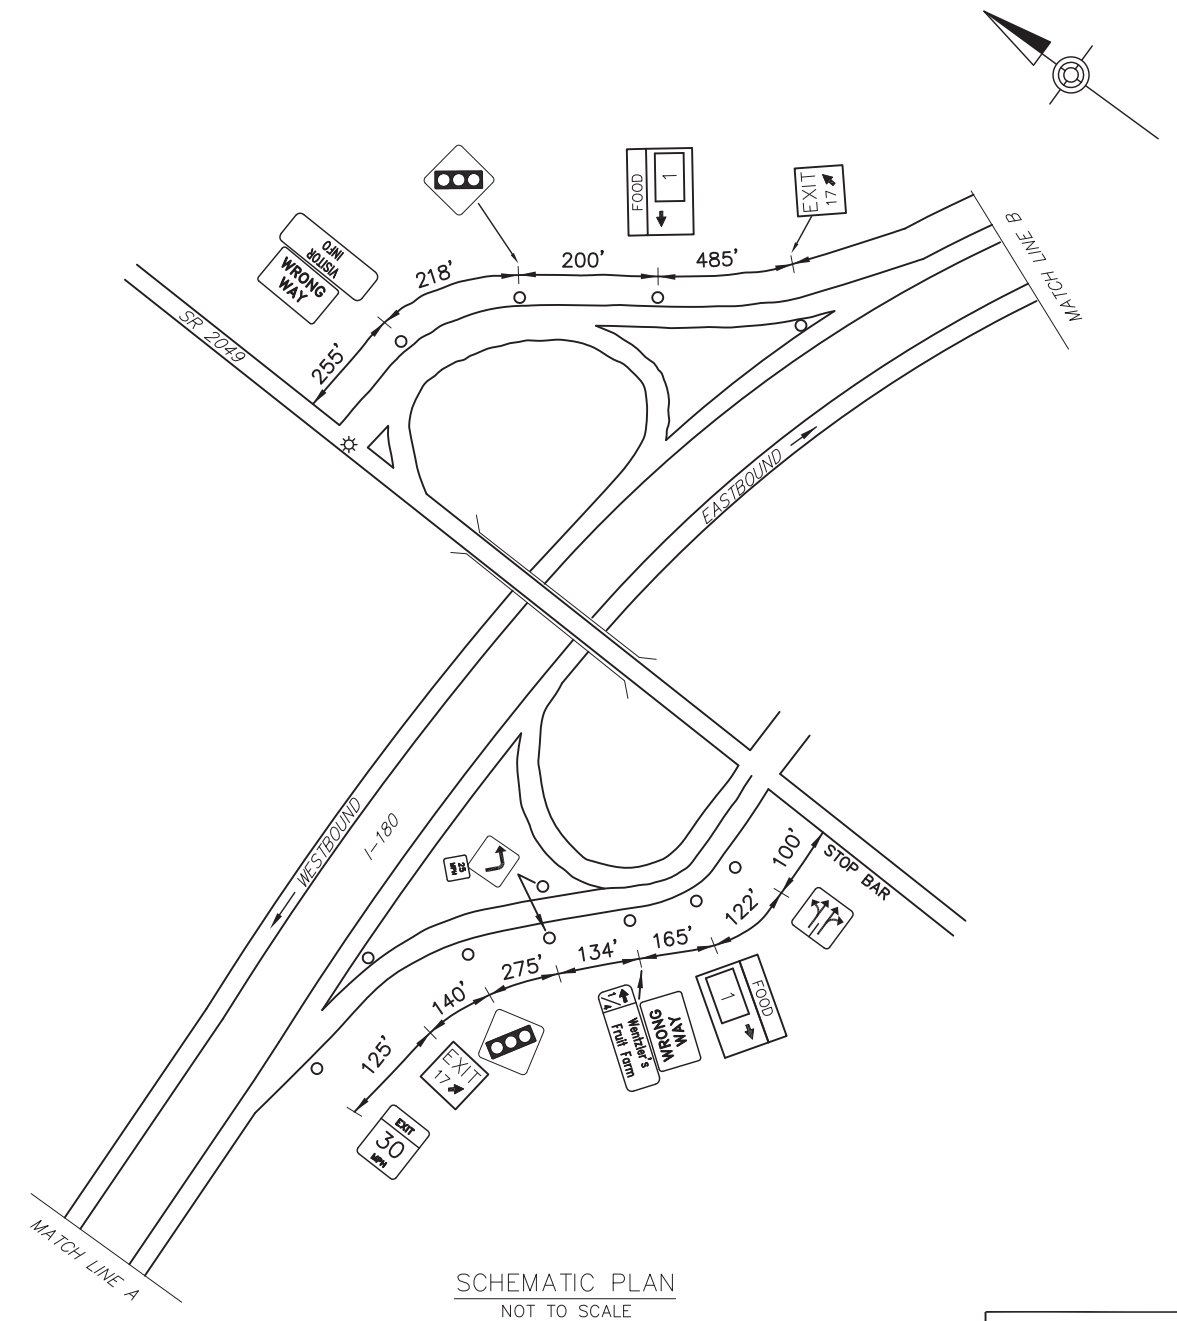 FOOD
1
EXIT
17
MATCH LINE B
VISITOR
INFO
WRONG
WAY
485'
200'
218'
255'
SR 2049
EASTBOUND
WESTBOUND
I-180
25
MPH
100'
STOP BAR
122'
165'
134'
275'
140'
125'
FOOD
1
WRONG
WAY
1/4
Wentzler's
Fruit Farm
EXIT
17
EXIT
30
MPH
MATCH LINE A
SCHEMATIC PLAN
NOT TO SCALE